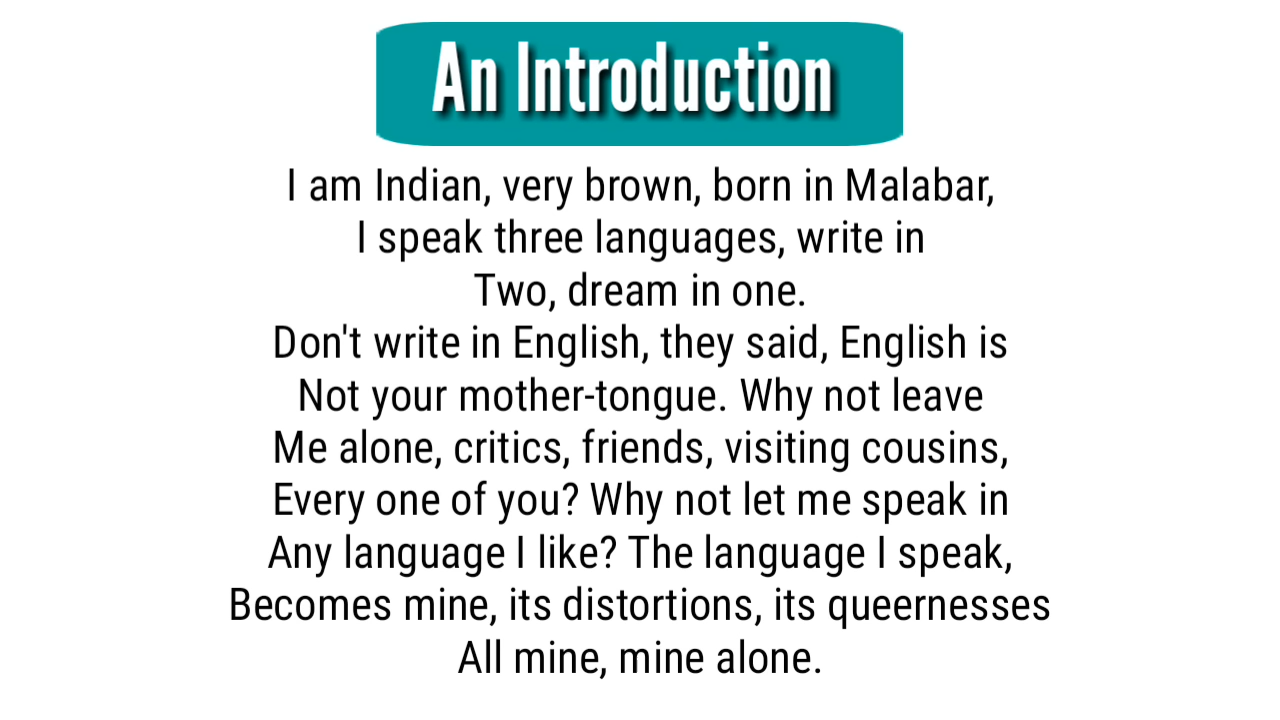 An Introduction
I am Indian, very brown, born in Malabar,
I speak three languages, write in
Two, dream in one.
Don't write in English, they said, English is
Not your mother-tongue. Why not leave
Me alone, critics, friends, visiting cousins,
Every one of you? Why not let me speak in
Any language I like? The language I speak,
Becomes mine, its distortions, its queernesses
All mine, mine alone.